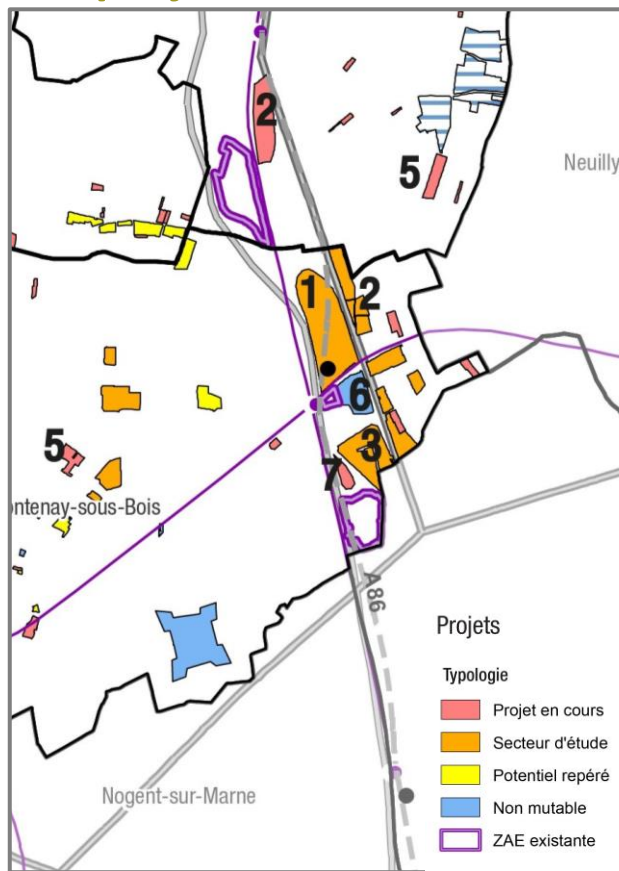 2
5
Neuilly
1
2
6
5
3
7
ontenay-sous-Bois
A86
Nogent-sur-Marne
Projets
Typologie
Projet en cours
Secteur d'étude
Potentiel repéré
Non mutable
ZAE existante